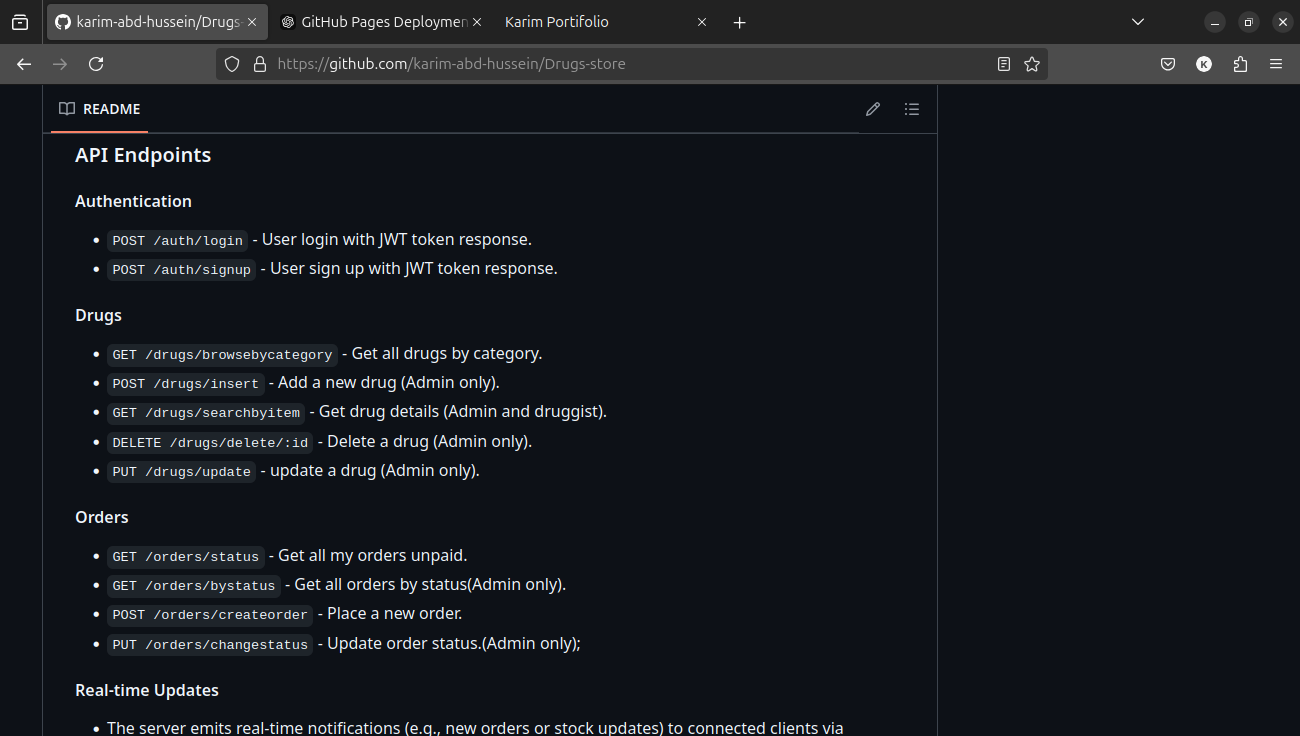 karim-abd-hussein/Drugs-
GitHub Pages Deploymen
Karim Portifolio
https://github.com/karim-abd-hussein/Drugs-store
K
README
API Endpoints
Authentication
POST /auth/login - User login with JWT token response.
POST /auth/signup - User sign up with JWT token response.
Drugs
GET /drugs/browsebycategory - Get all drugs by category.
POST /drugs/insert - Add a new drug (Admin only).
GET /drugs/searchbyitem - Get drug details (Admin and druggist).
DELETE /drugs/delete/:id - Delete a drug (Admin only).
PUT /drugs/update - update a drug (Admin only).
Orders
GET /orders/status - Get all my orders unpaid.
GET /orders/bystatus - Get all orders by status(Admin only).
POST /orders/createorder - Place a new order.
PUT /orders/changestatus - Update order status.(Admin only);
Real-time Updates
The server emits real-time notifications (e.g., new orders or stock updates) to connected clients via